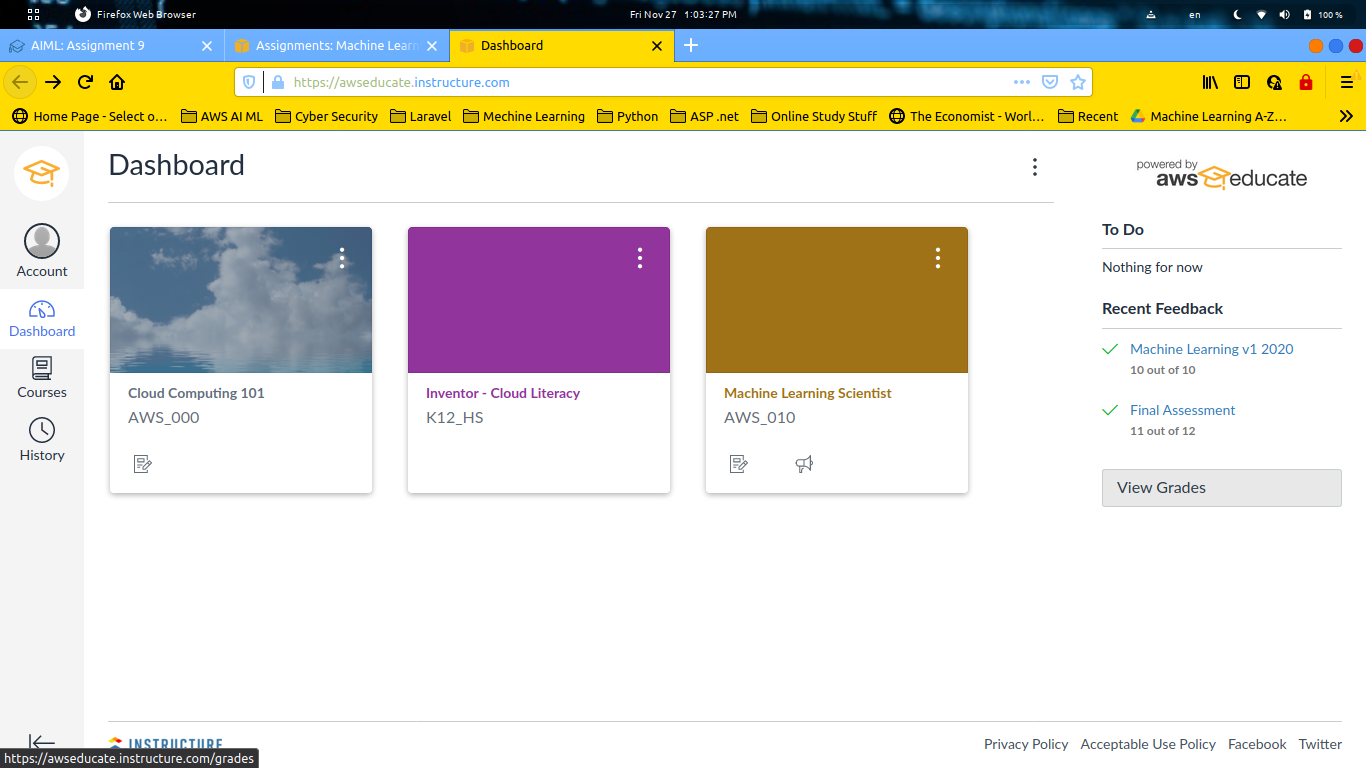 Firefox Web Browser
Fri Nov 27 1:03:27 PM
en
100 %
AIML: Assignment 9
Assignments: Machine Learn
Dashboard
https://awseducate.instructure.com
Home Page - Select o...
AWS AI ML
Cyber Security
Laravel
Mechine Learning
Python
ASP .net
Online Study Stuff
The Economist - Worl...
Recent
Machine Learning A-Z...
Account
Dashboard
Courses
History
Dashboard
Cloud Computing 101
AWS_000
Inventor - Cloud Literacy
K12_HS
Machine Learning Scientist
AWS_010
powered by
aws educate
To Do
Nothing for now
Recent Feedback
Machine Learning v1 2020
10 out of 10
Final Assessment
11 out of 12
View Grades
INSTRUCTURE
Privacy Policy
Acceptable Use Policy
Facebook
Twitter
https://awseducate.instructure.com/grades